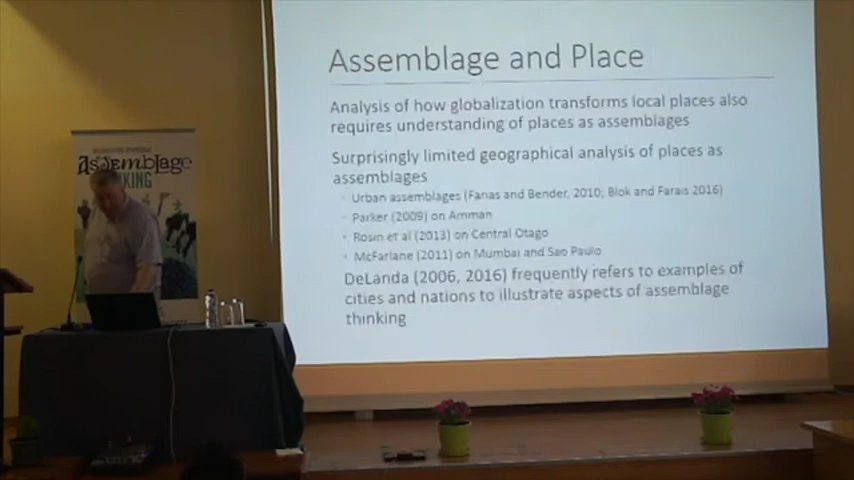 Assemblage and Place
Analysis of how globalization transforms local places also
requires understanding of places as assemblages
Surprisingly limited geographical analysis of places as
assemblages
Urban assemblages (Farias and Bender, 2010; Blok and Farais 2016)
Parker (2009) on Amman
Rosin et al (2013) on Central Otago
McFarlane (2011) on Mumbai and Sao Paulo
DeLanda (2006, 2016) frequently refers to examples of
cities and nations to illustrate aspects of assemblage
thinking
Assemblage